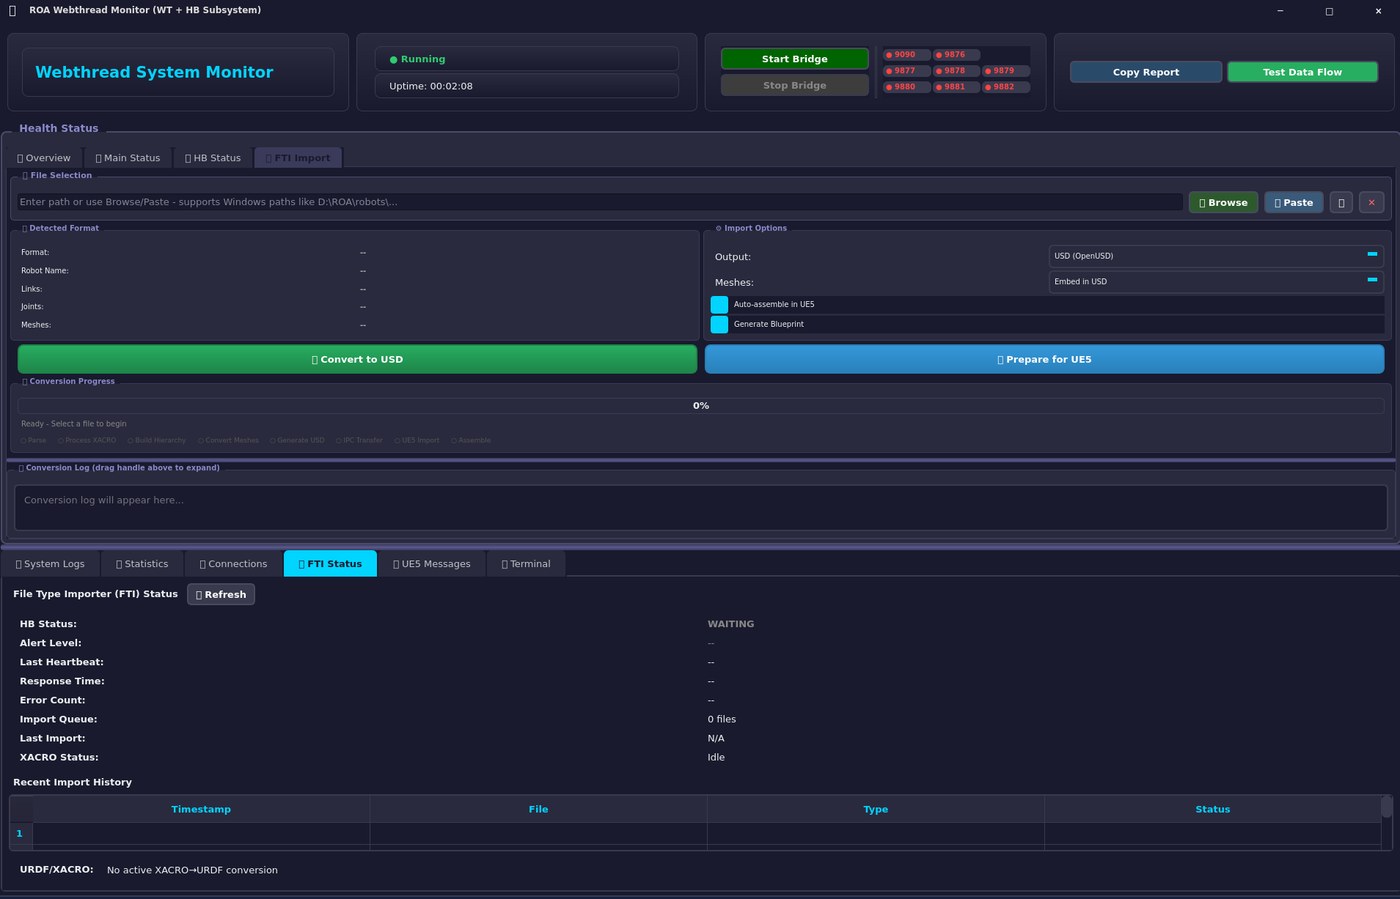 ROA Webthread Monitor (WT + HB Subsystem)
Webthread System Monitor
● Running
Uptime: 00:02:08
Start Bridge
Stop Bridge
● 9090 ● 9876
● 9877 ● 9878 ● 9879
● 9880 ● 9881 ● 9882
Copy Report
Test Data Flow
Health Status
Overview
Main Status
HB Status
FTI Import
File Selection
Enter path or use Browse/Paste - supports Windows paths like D:\ROA\robots\...
Browse
Paste
Detected Format
Format: --
Robot Name: --
Links: --
Joints: --
Meshes: --
⚙ Import Options
Output: USD (OpenUSD)
Meshes: Embed in USD
Auto-assemble in UE5
Generate Blueprint
Convert to USD
Prepare for UE5
Conversion Progress
0%
Ready - Select a file to begin
○ Parse ○ Process XACRO ○ Build Hierarchy ○ Convert Meshes ○ Generate USD ○ IPC Transfer ○ UE5 Import ○ Assemble
Conversion Log (drag handle above to expand)
Conversion log will appear here...
System Logs
Statistics
Connections
FTI Status
UE5 Messages
Terminal
File Type Importer (FTI) Status
Refresh
HB Status: WAITING
Alert Level: --
Last Heartbeat: --
Response Time: --
Error Count: --
Import Queue: 0 files
Last Import: N/A
XACRO Status: Idle
Recent Import History
Timestamp File Type Status
1
URDF/XACRO: No active XACRO→URDF conversion